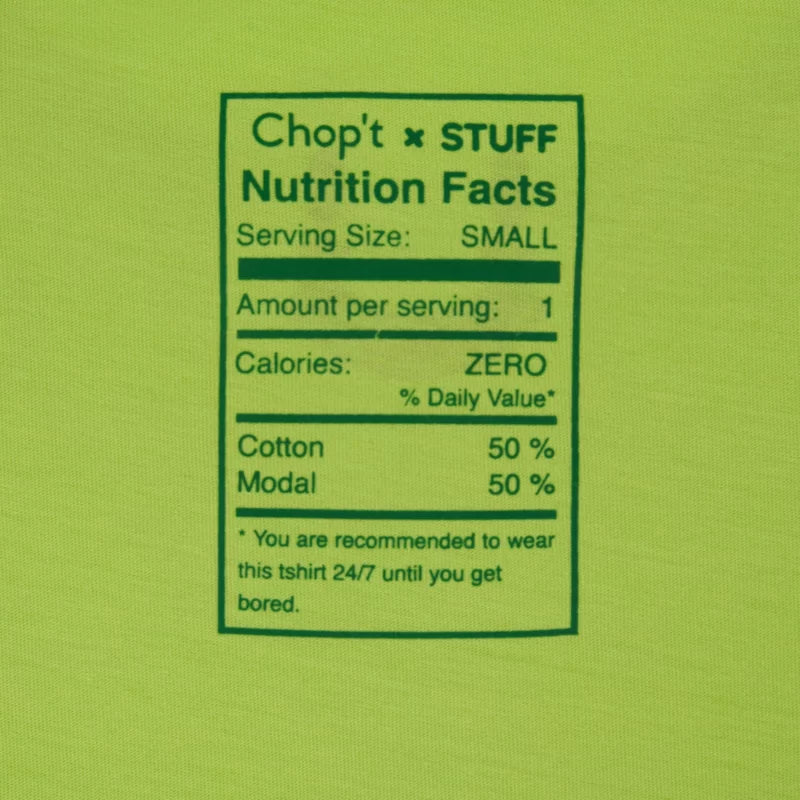 Chop't × STUFF
Nutrition Facts
Serving Size: SMALL
Amount per serving: 1
Calories: ZERO
% Daily Value*
Cotton 50 %
Modal 50 %
* You are recommended to wear
this tshirt 24/7 until you get
bored.